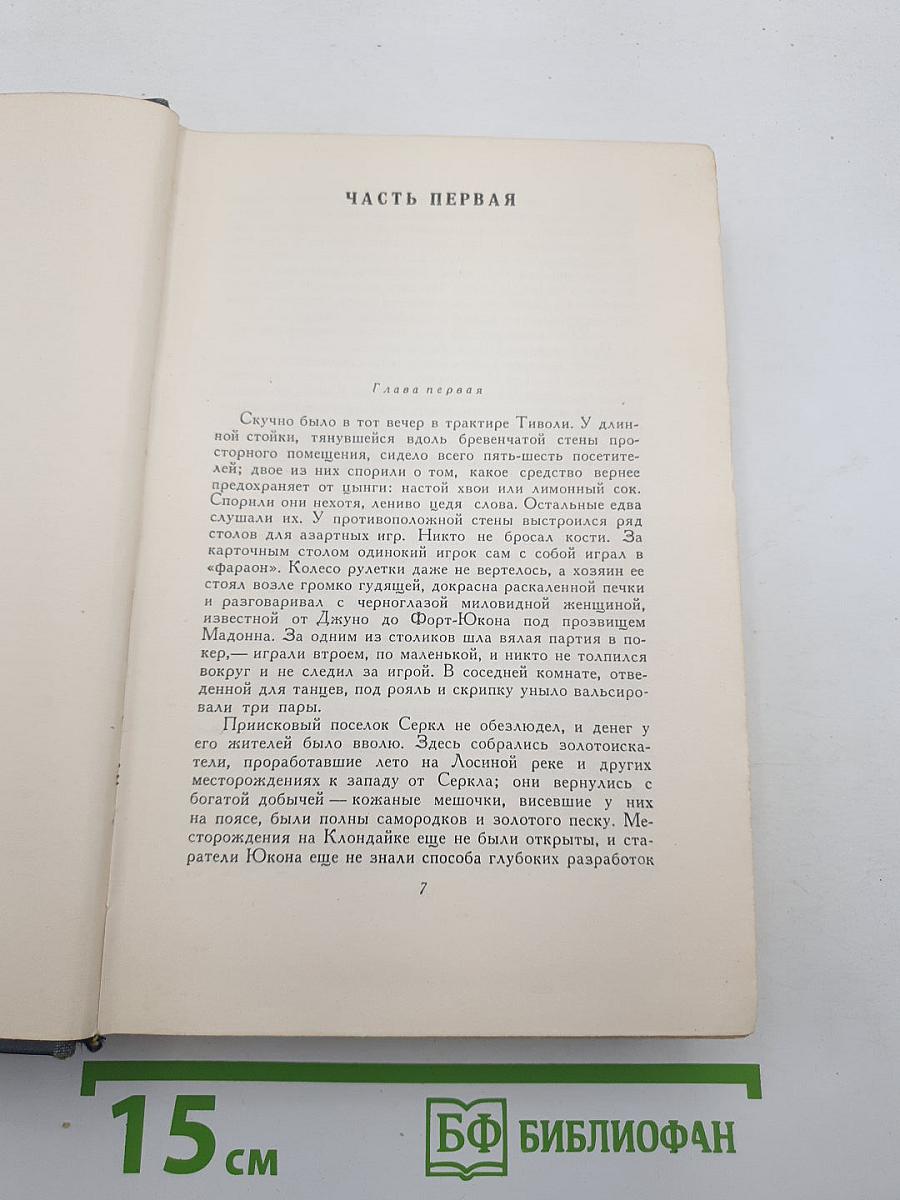 ЧАСТЬ ПЕРВАЯ
Глава первая
Скучно было в тот вечер в трактире Тиволи. У длин-
ной стойки, тянувшейся вдоль бревенчатой стены про-
сторного помещения, сидело всего пять-шесть посетите-
лей; двое из них спорили о том, какое средство вернее
предохраняет от цынги: настой хвои или лимонный сок.
Спорили они нехотя, лениво цедя слова. Остальные едва
слушали их. У противоположной стены выстроился ряд
столов для азартных игр. Никто не бросал кости. За
карточным столом одинокий игрок сам с собой играл в
«фараон». Колесо рулетки даже не вертелось, а хозяин ее
стоял возле громко гудящей, докрасна раскаленной печки
и разговаривал с черноглазой миловидной женщиной,
известной от Джуно до Форт-Юкона под прозвищем
Мадонна. За одним из столиков шла вялая партия в по-
кер,— играли втроем, по маленькой, и никто не толпился
вокруг и не следил за игрой. В соседней комнате, отве-
денной для танцев, под рояль и скрипку уныло вальсиро-
вали три пары.
Приисковый поселок Серкл не обезлюдел, и денег у
его жителей было вволю. Здесь собрались золотоиска-
тели, проработавшие лето на Лосиной реке и других
месторождениях к западу от Серкла; они вернулись с
богатой добычей — кожаные мешочки, висевшие у них
на поясе, были полны самородков и золотого песку. Ме-
сторождения на Клондайке еще не были открыты, и ста-
ратели Юкона еще не знали способа глубоких разработок
7
15 см
БФ БИБЛИОФАН